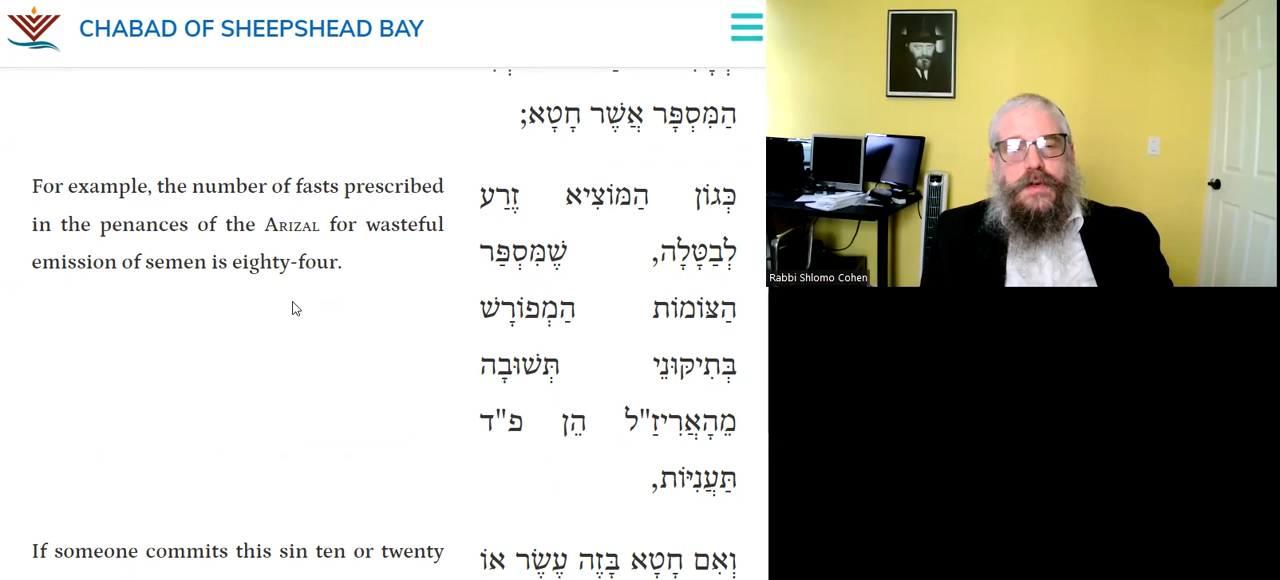 CHABAD OF SHEEPSHEAD BAY
הַמִּסְפָּר אֲשֶׁר חָטָא;
For example, the number of fasts prescribed
in the penances of the ARIZAL for wasteful
emission of semen is eighty-four.
כְּגוֹן הַמּוֹצִיא זֶרַע
לְבַטָּלָה, שֶׁמִּסְפַּר
הַצּוֹמוֹת הַמְפוֹרָשׁ
בְּתִיקּוּנֵי תְּשׁוּבָה
מֵהָאֲרִיזַ"ל הֵן פ"ד
תַּעֲנִיּוֹת,
If someone commits this sin ten or twenty
וְאִם חָטָא בָּזֶה עֶשֶׂר אוֹ
Rabbi Shlomo Cohen